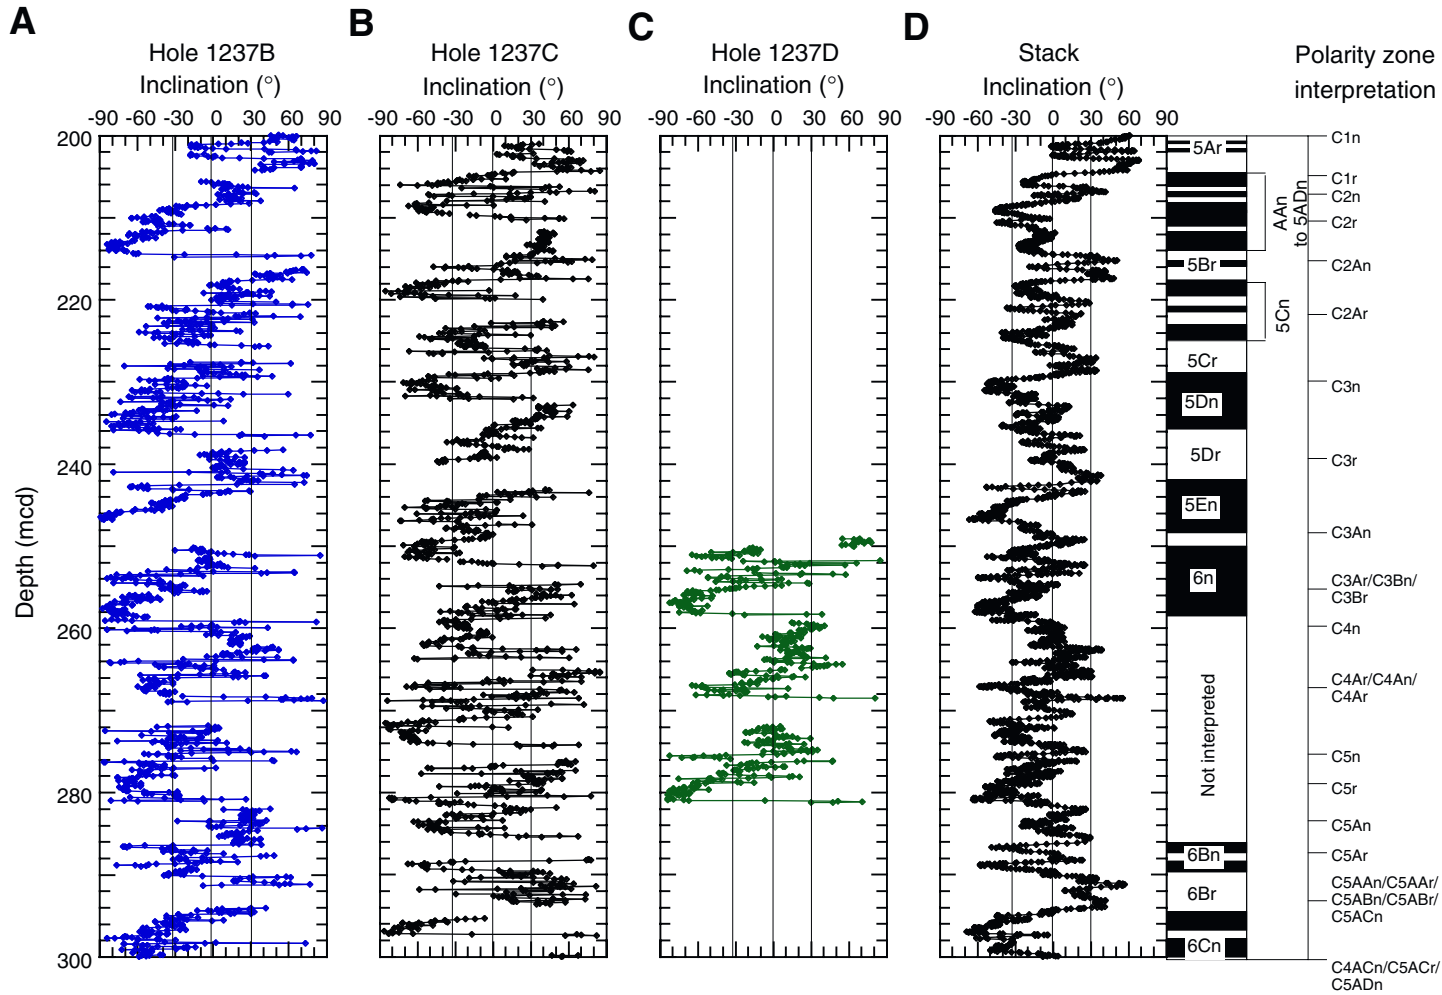 A
B
C
D
Hole 1237B
Inclination (°)
Hole 1237C
Inclination (°)
Hole 1237D
Inclination (°)
Stack
Inclination (°)
Polarity zone
interpretation
-90 -60 -30 0 30 60 90
-90 -60 -30 0 30 60 90
-90 -60 -30 0 30 60 90
-90 -60 -30 0 30 60 90
Depth (mcd)
200
220
240
260
280
300
5Ar
AAn
to 5ADn
5Br
5Cn
5Cr
5Dn
5Dr
5En
6n
Not interpreted
6Bn
6Br
6Cn
C1n
C1r
C2n
C2r
C2An
C2Ar
C3n
C3r
C3An
C3Ar/C3Bn/
C3Br
C4n
C4Ar/C4An/
C4Ar
C5n
C5r
C5An
C5Ar
C5AAn/C5AAr/
C5ABn/C5ABr/
C5ACn
C4ACn/C5ACr/
C5ADn